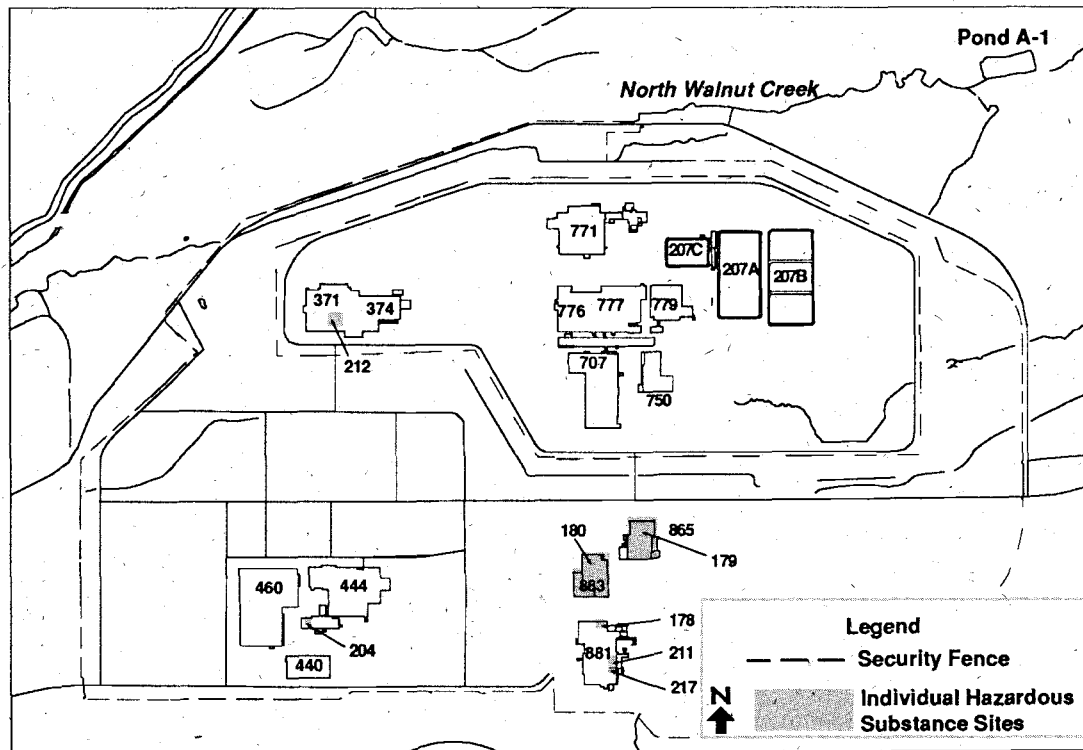 Pond A-1
North Walnut Creek
771
207C
207A
207B
371
374
776
777
779
212
707
750
180
865
179
883
460
444
178
881
211
204
217
440
Legend
Security Fence
N
Individual Hazardous
Substance Sites